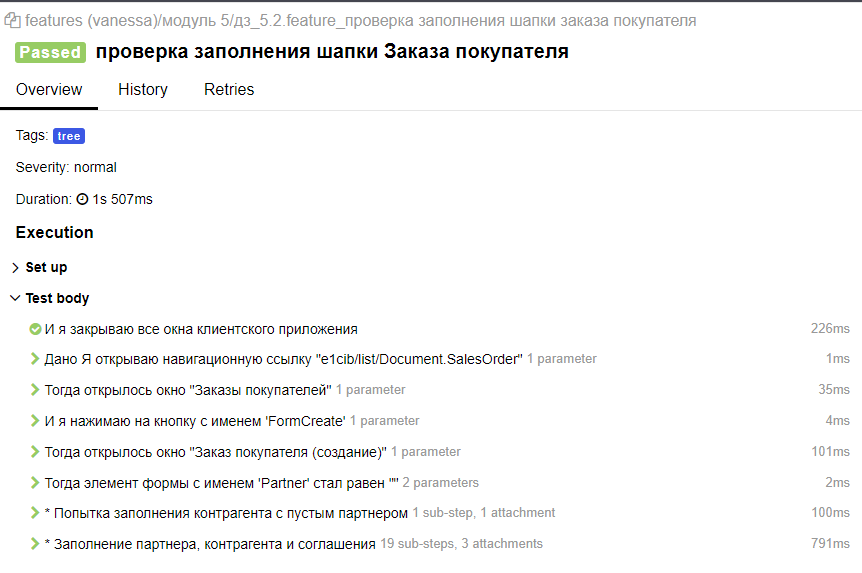 features (vanessa)/модуль 5/дз_5.2.feature_проверка заполнения шапки заказа покупателя
Passed проверка заполнения шапки Заказа покупателя
Overview History Retries
Tags: tree
Severity: normal
Duration: 1s 507ms
Execution
Set up
Test body
И я закрываю все окна клиентского приложения 226ms
Дано Я открываю навигационную ссылку "e1cib/list/Document.SalesOrder" 1 parameter 1ms
Тогда открылось окно "Заказы покупателей" 1 parameter 35ms
И я нажимаю на кнопку с именем 'FormCreate' 1 parameter 4ms
Тогда открылось окно "Заказ покупателя (создание)" 1 parameter 101ms
Тогда элемент формы с именем 'Partner' стал равен "" 2 parameters 2ms
* Попытка заполнения контрагента с пустым партнером 1 sub-step, 1 attachment 100ms
* Заполнение партнера, контрагента и соглашения 19 sub-steps, 3 attachments 791ms